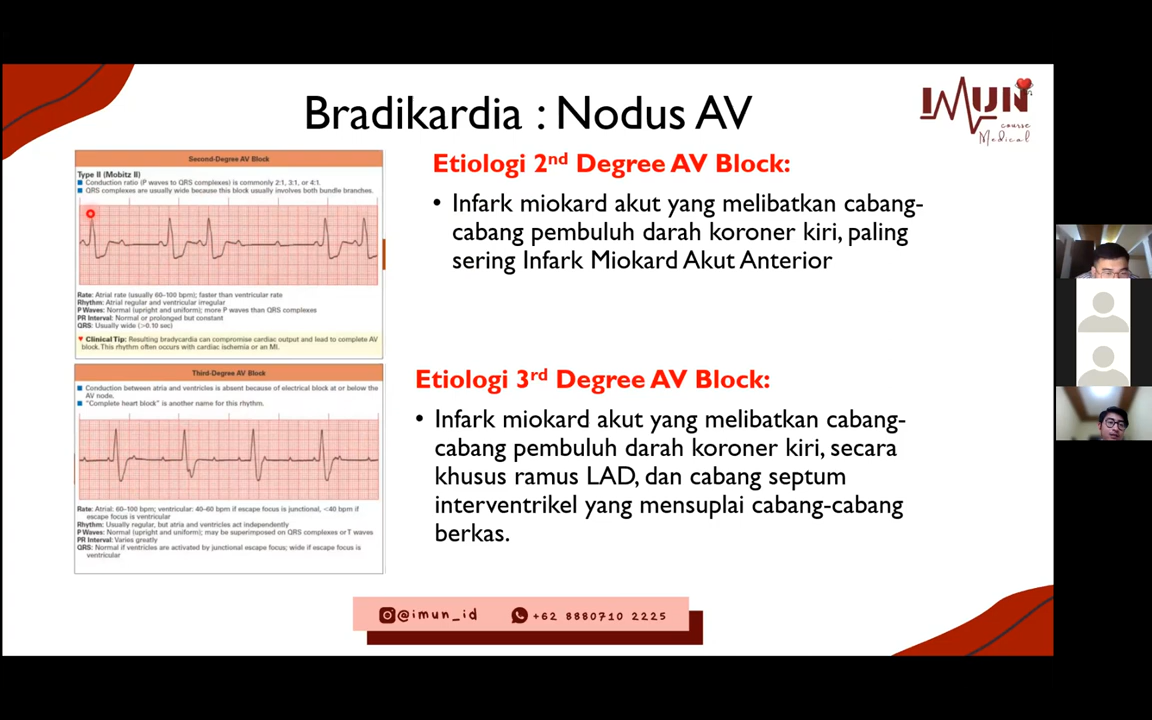 Bradikardia : Nodus AV
IMUN
course
Medical
Second-Degree AV Block
Type II (Mobitz II)
Conduction ratio (P waves to QRS complexes) is commonly 2:1, 3:1, or 4:1.
QRS complexes are usually wide because this block usually involves both bundle branches.
Rate: Atrial rate (usually 60–100 bpm); faster than ventricular rate
Rhythm: Atrial regular and ventricular irregular
P Waves: Normal (upright and uniform); more P waves than QRS complexes
PR Interval: Normal or prolonged but constant
QRS: Usually wide (>0.10 sec)
♥ Clinical Tip: Resulting bradycardia can compromise cardiac output and lead to complete AV
block. This rhythm often occurs with cardiac ischemia or an MI.
Third-Degree AV Block
Conduction between atria and ventricles is absent because of electrical block at or below the
AV node.
"Complete heart block" is another name for this rhythm.
Rate: Atrial: 60–100 bpm; ventricular: 40–60 bpm if escape focus is junctional, <40 bpm if
escape focus is ventricular
Rhythm: Usually regular, but atria and ventricles act independently
P Waves: Normal (upright and uniform); may be superimposed on QRS complexes or T waves
PR Interval: Varies greatly
QRS: Normal if ventricles are activated by junctional escape focus; wide if escape focus is
ventricular
Etiologi 2nd Degree AV Block:
• Infark miokard akut yang melibatkan cabang-
cabang pembuluh darah koroner kiri, paling
sering Infark Miokard Akut Anterior
Etiologi 3rd Degree AV Block:
• Infark miokard akut yang melibatkan cabang-
cabang pembuluh darah koroner kiri, secara
khusus ramus LAD, dan cabang septum
interventrikel yang mensuplai cabang-cabang
berkas.
@imun_id
+62 8880710 2225